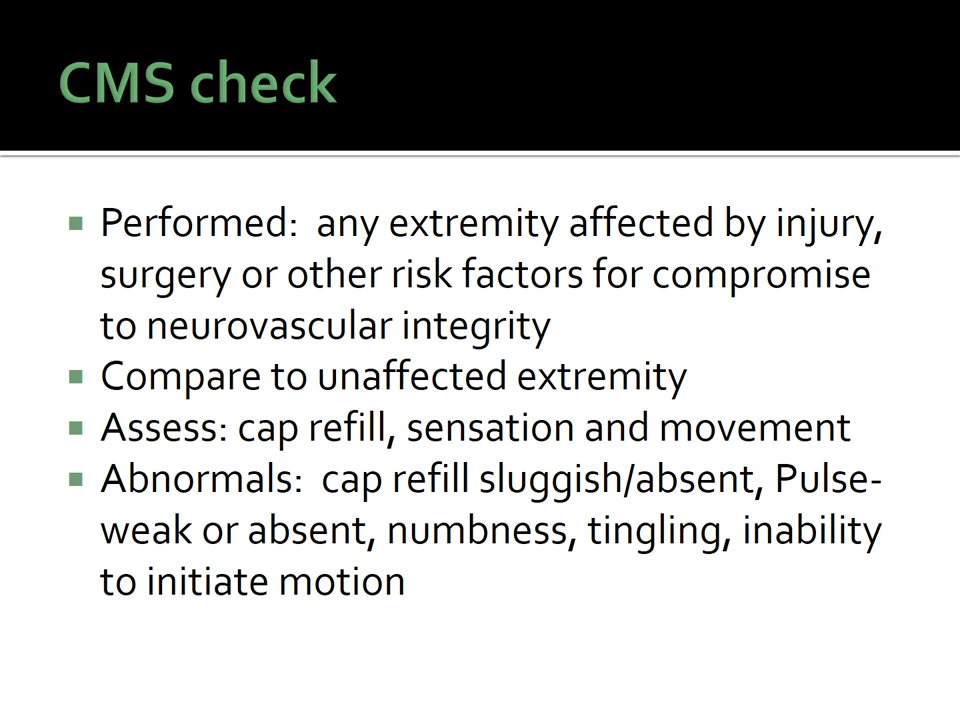 CMS check
▪ Performed:  any extremity affected by injury,
surgery or other risk factors for compromise
to neurovascular integrity
▪ Compare to unaffected extremity
▪ Assess: cap refill, sensation and movement
▪ Abnormals:  cap refill sluggish/absent, Pulse-
weak or absent, numbness, tingling, inability
to initiate motion